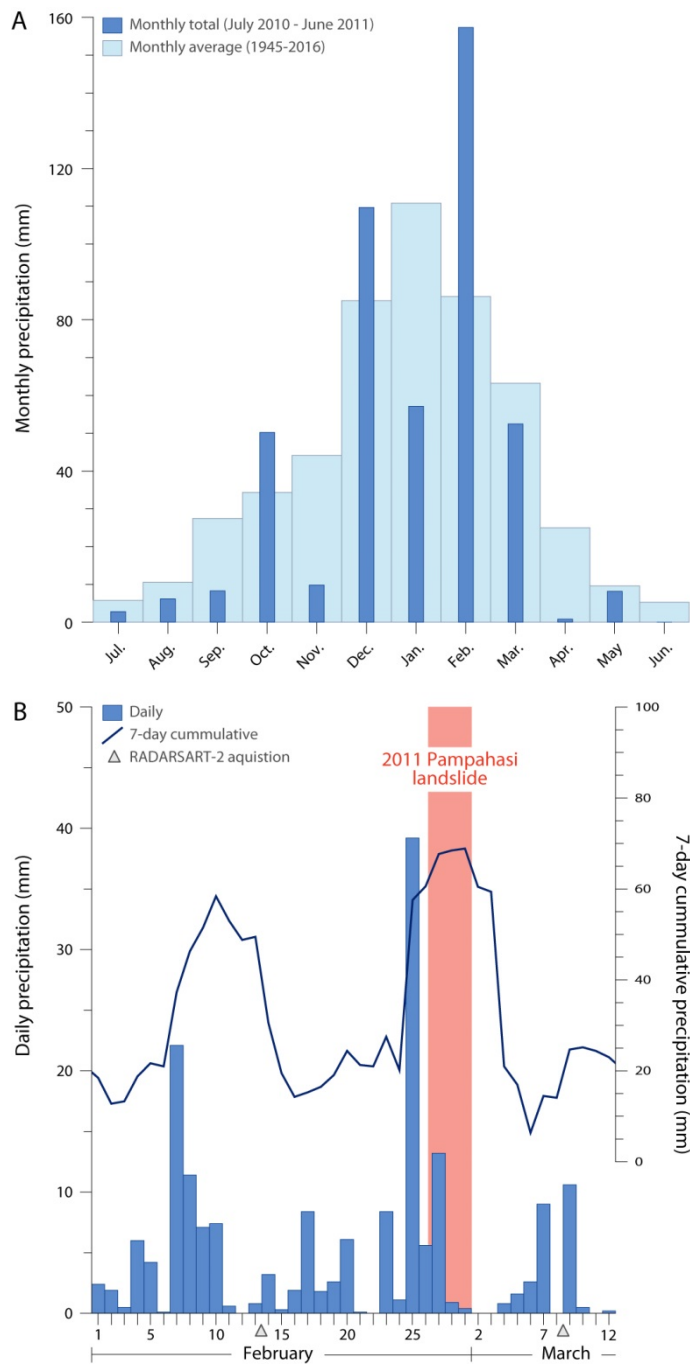 A
Monthly total (July 2010 - June 2011)
Monthly average (1945-2016)
Monthly precipitation (mm)
160
120
80
40
0
Jul.
Aug.
Sep.
Oct.
Nov.
Dec.
Jan.
Feb.
Mar.
Apr.
May
Jun.
B
Daily
7-day cummulative
RADARSART-2 aquistion
2011 Pampahasi
landslide
Daily precipitation (mm)
50
40
30
20
10
0
7-day cummulative precipitation (mm)
100
80
60
40
20
0
1
5
10
15
20
25
2
7
12
February
March